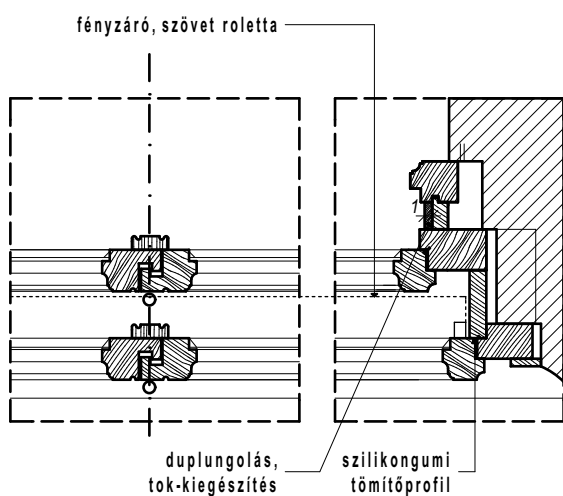 fényzáró, szövet roletta
1
duplungolás,
tok-kiegészítés
szilikongumi
tömítőprofil